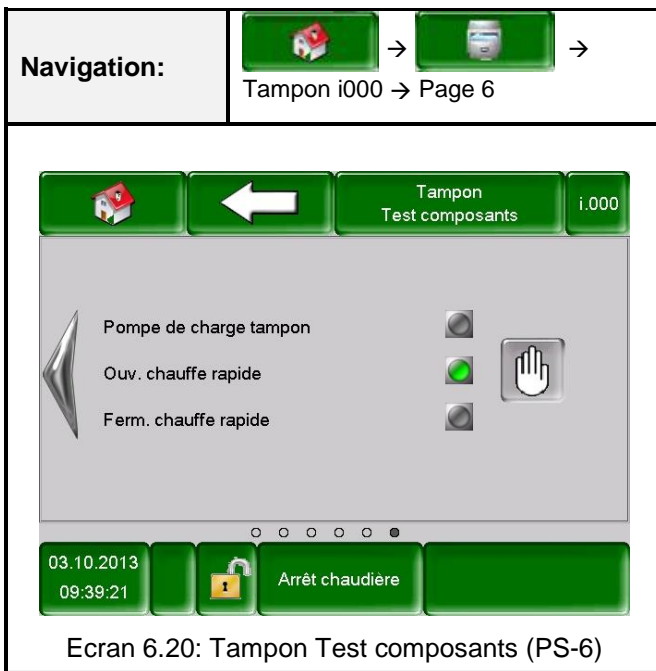 Navigation:
→ →
Tampon i000 → Page 6
Tampon
Test composants
i.000
Pompe de charge tampon
Ouv. chauffe rapide
Ferm. chauffe rapide
03.10.2013
09:39:21
Arrêt chaudière
Ecran 6.20: Tampon Test composants (PS-6)